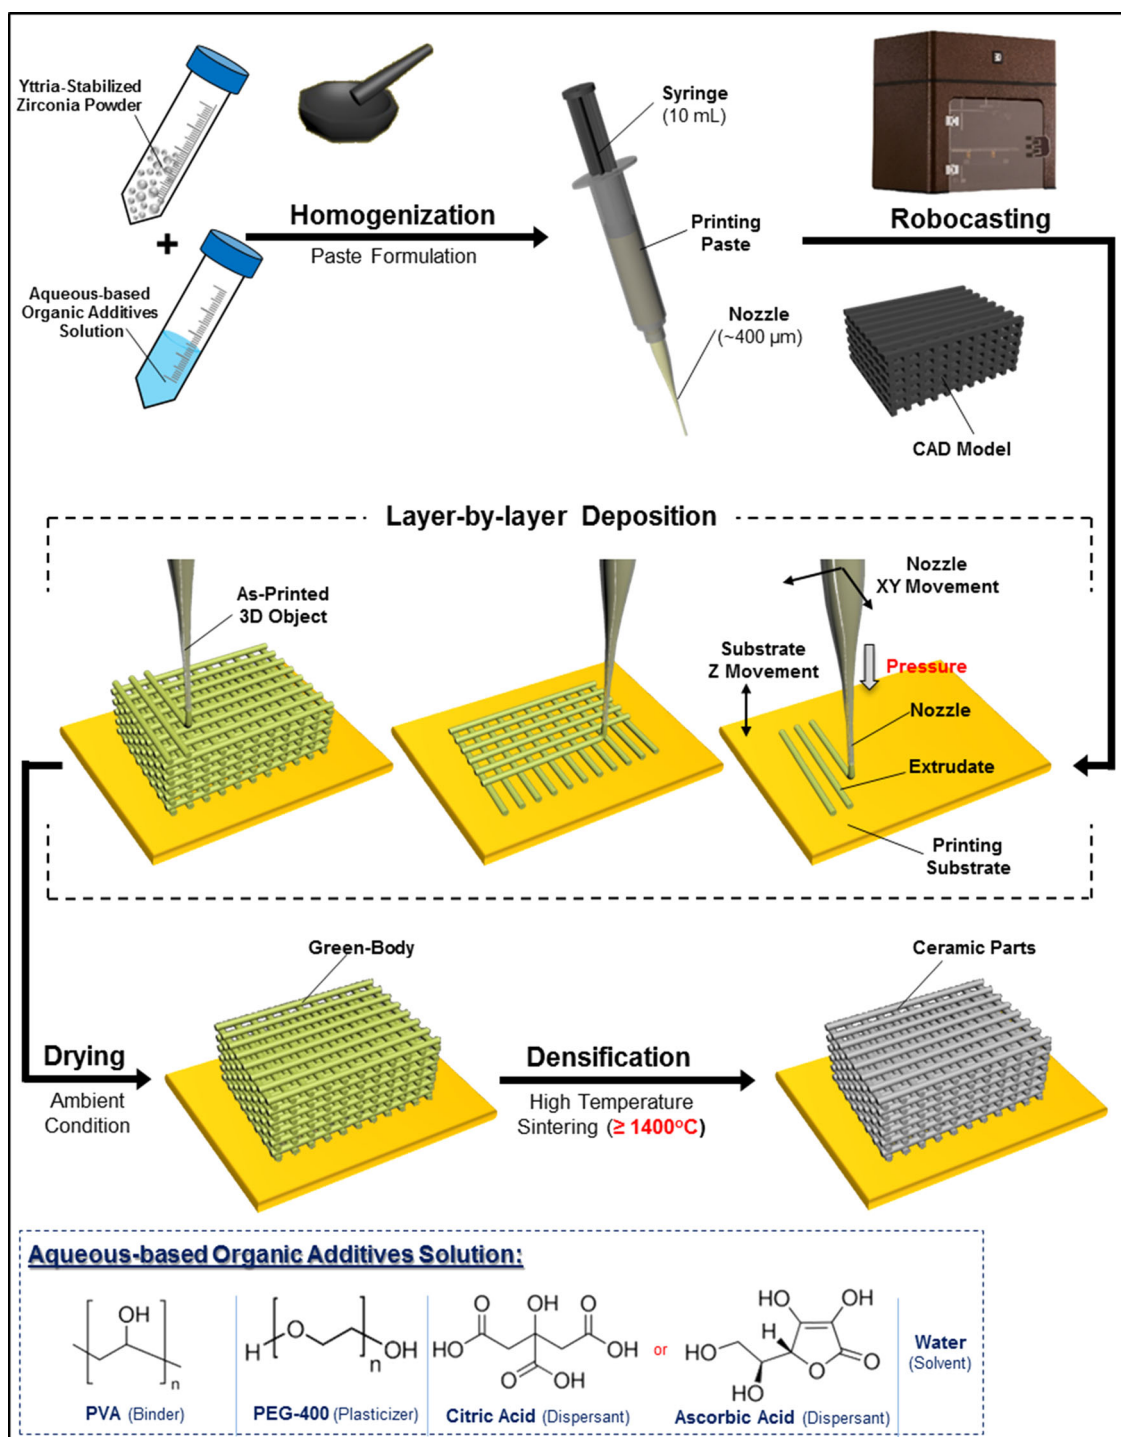 Yttria-Stabilized
Zirconia Powder
+
Aqueous-based
Organic Additives
Solution
Homogenization
Paste Formulation
Syringe
(10 mL)
Printing
Paste
Nozzle
(~400 µm)
Robocasting
CAD Model
Layer-by-layer Deposition
As-Printed
3D Object
Nozzle
XY Movement
Substrate
Z Movement
Pressure
Nozzle
Extrudate
Printing
Substrate
Drying
Ambient
Condition
Green-Body
Densification
High Temperature
Sintering (≥ 1400°C)
Ceramic Parts
Aqueous-based Organic Additives Solution:
OH
n
PVA (Binder)
H
O
OH
n
PEG-400 (Plasticizer)
O
OH
O
HO
OH
O
OH
Citric Acid (Dispersant)
or
HO
OH
H
HO
O
O
HO
Ascorbic Acid (Dispersant)
Water
(Solvent)